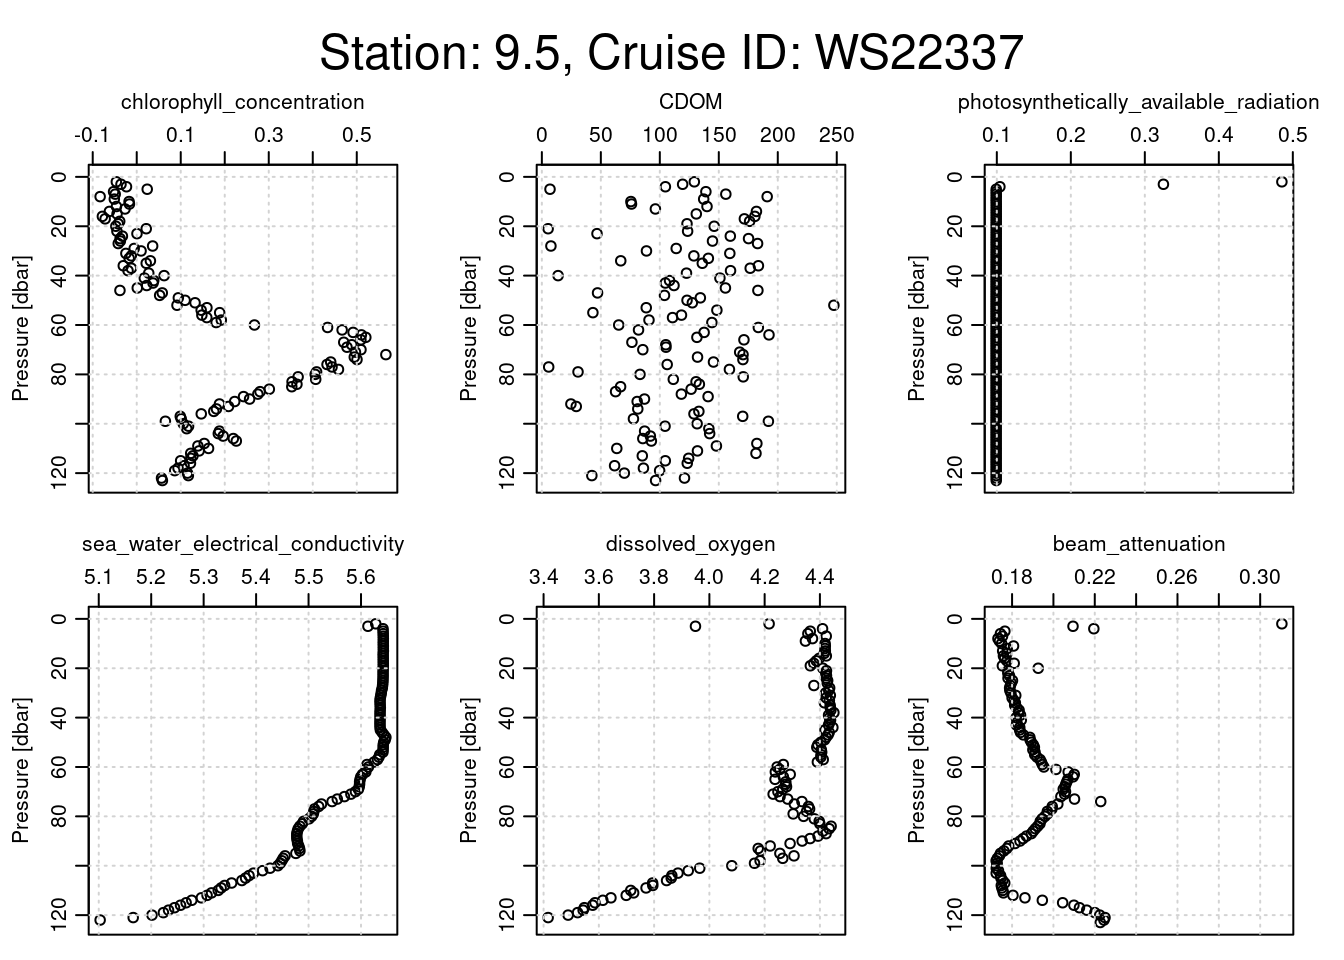 Station: 9.5, Cruise ID: WS22337
chlorophyll_concentration
-0.1 0.1 0.3 0.5
Pressure [dbar]
0 20 40 60 80 120
CDOM
0 50 100 150 200 250
Pressure [dbar]
0 20 40 60 80 120
photosynthetically_available_radiation
0.1 0.2 0.3 0.4 0.5
Pressure [dbar]
0 20 40 60 80 120
sea_water_electrical_conductivity
5.1 5.2 5.3 5.4 5.5 5.6
Pressure [dbar]
0 20 40 60 80 120
dissolved_oxygen
3.4 3.6 3.8 4.0 4.2 4.4
Pressure [dbar]
0 20 40 60 80 120
beam_attenuation
0.18 0.22 0.26 0.30
Pressure [dbar]
0 20 40 60 80 120